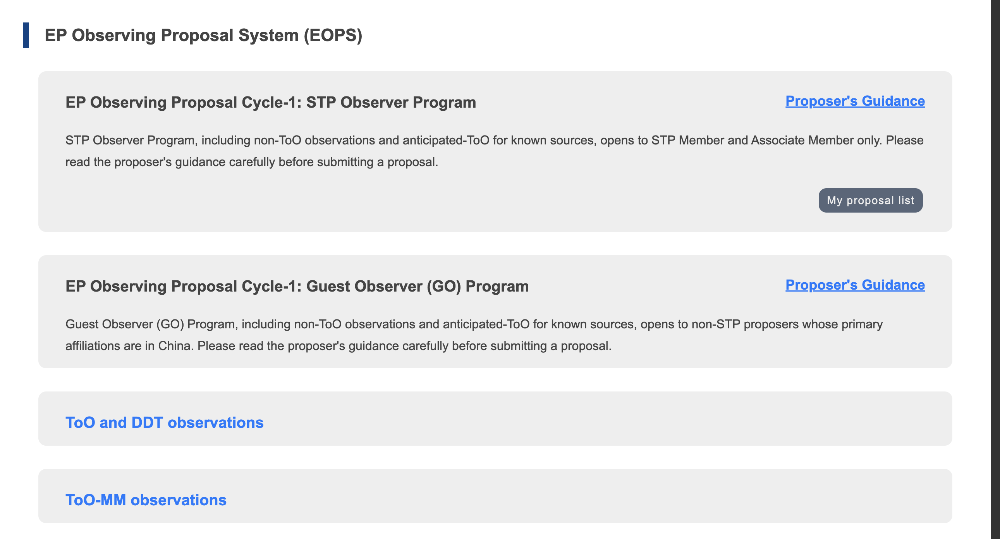 EP Observing Proposal System (EOPS)
EP Observing Proposal Cycle-1: STP Observer Program
Proposer's Guidance
STP Observer Program, including non-ToO observations and anticipated-ToO for known sources, opens to STP Member and Associate Member only. Please
read the proposer's guidance carefully before submitting a proposal.
My proposal list
EP Observing Proposal Cycle-1: Guest Observer (GO) Program
Proposer's Guidance
Guest Observer (GO) Program, including non-ToO observations and anticipated-ToO for known sources, opens to non-STP proposers whose primary
affiliations are in China. Please read the proposer's guidance carefully before submitting a proposal.
ToO and DDT observations
ToO-MM observations